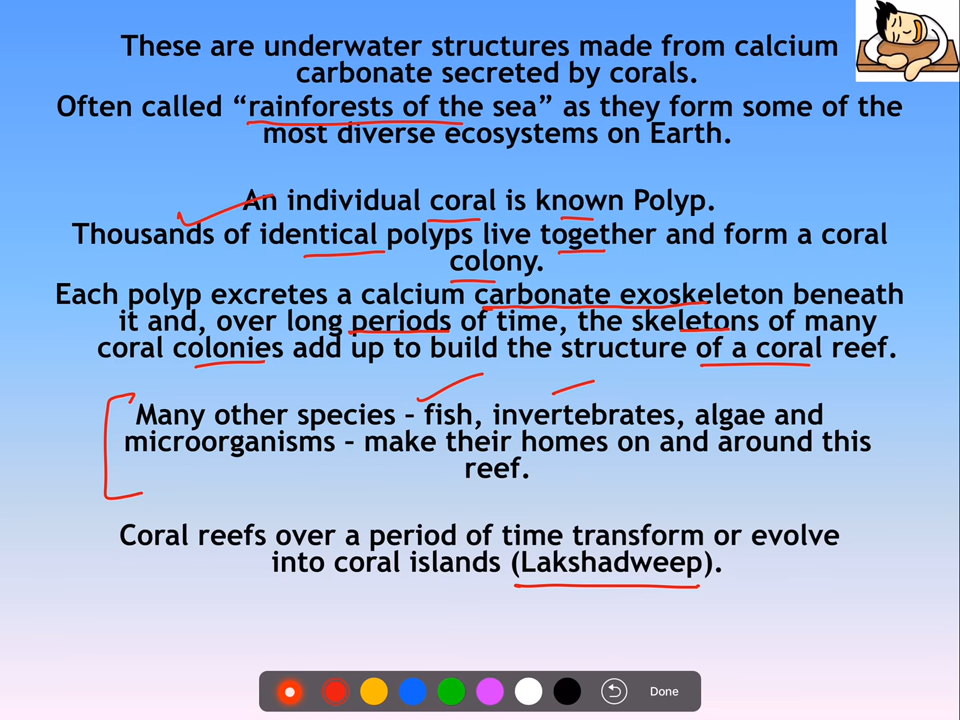 These are underwater structures made from calcium
carbonate secreted by corals.
Often called “rainforests of the sea” as they form some of the
most diverse ecosystems on Earth.
An individual coral is known Polyp.
Thousands of identical polyps live together and form a coral
colony.
Each polyp excretes a calcium carbonate exoskeleton beneath
it and, over long periods of time, the skeletons of many
coral colonies add up to build the structure of a coral reef.
Many other species – fish, invertebrates, algae and
microorganisms – make their homes on and around this
reef.
Coral reefs over a period of time transform or evolve
into coral islands (Lakshadweep).
Done